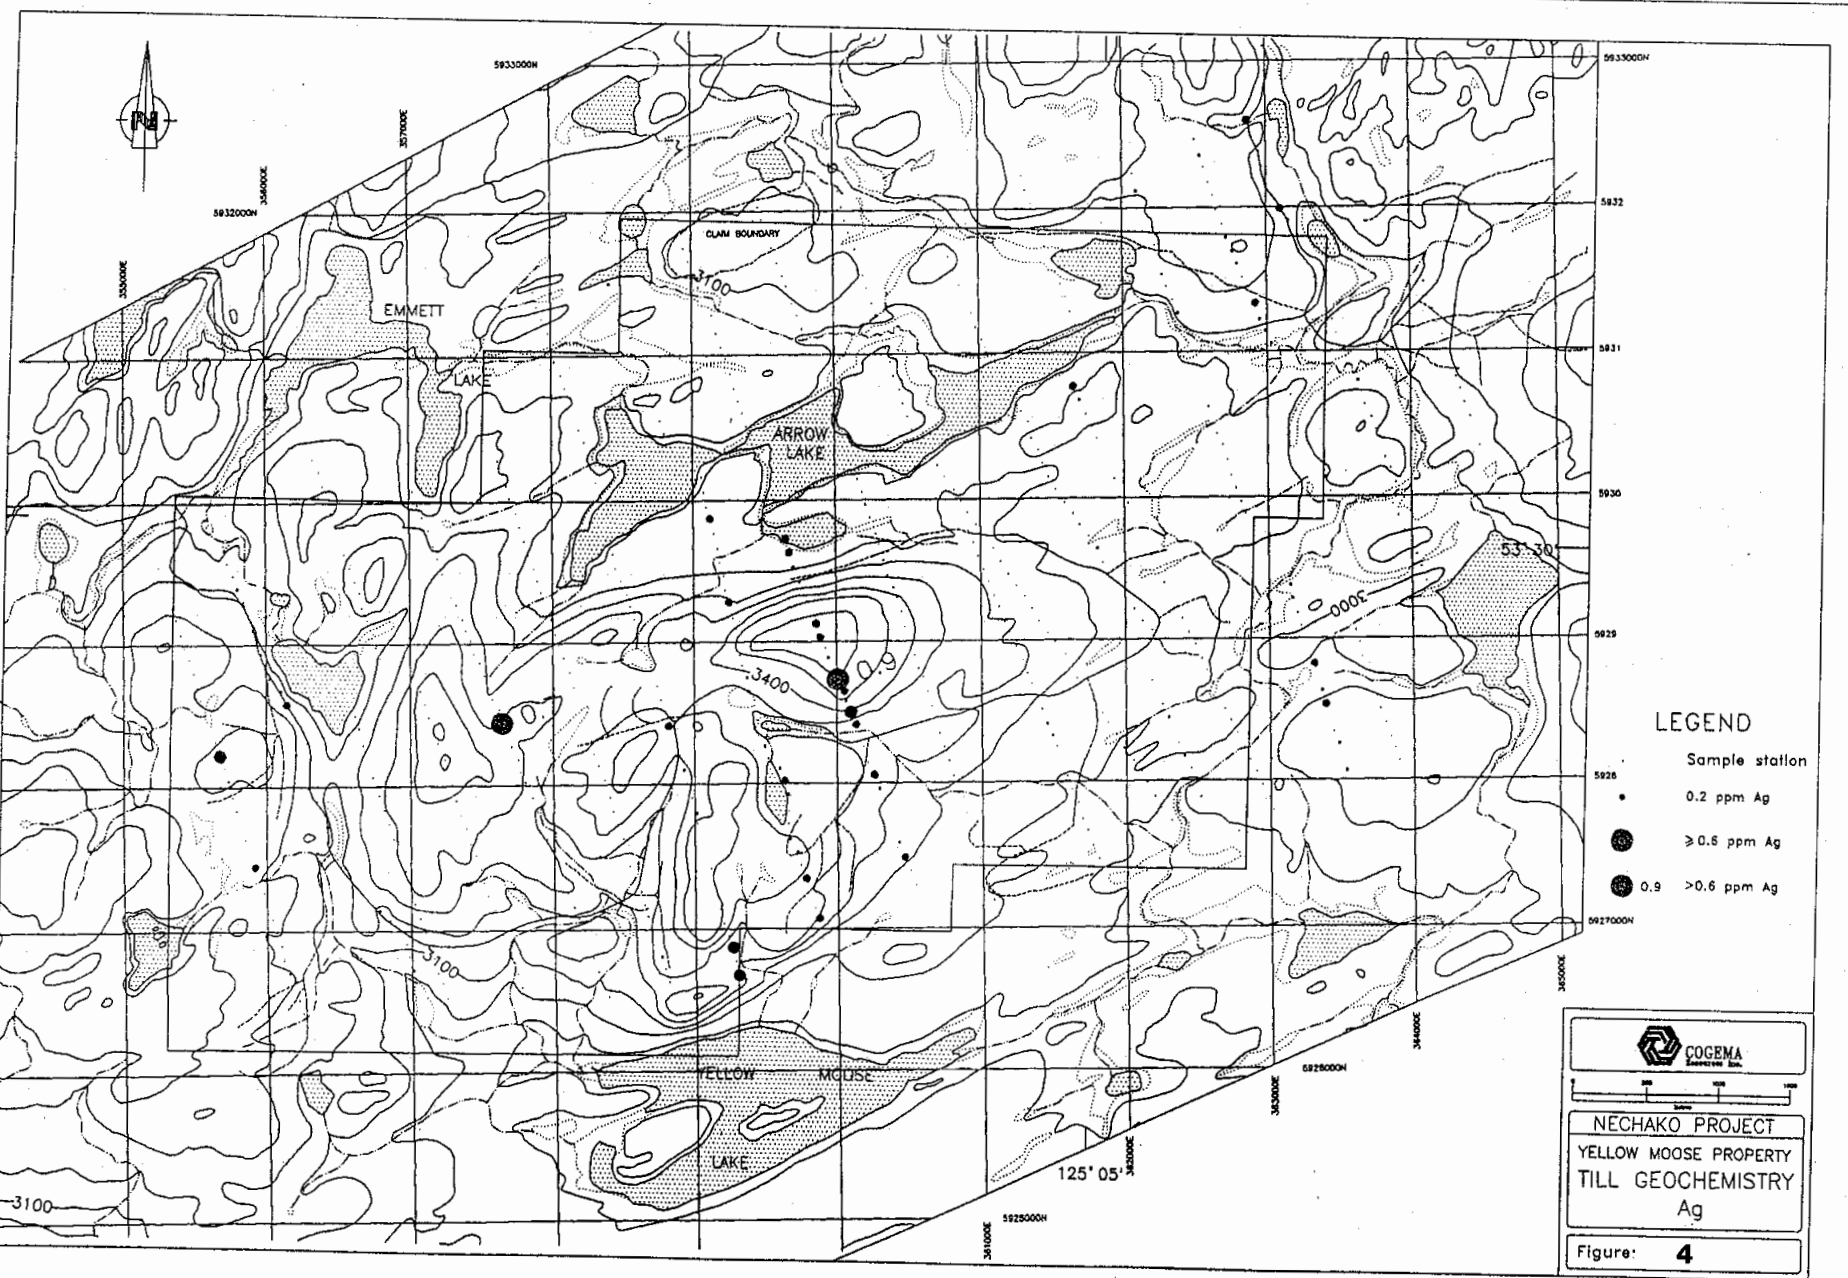 5933000N
593300DN
357000E
356000E
5932000N
355000E
CLAIM BOUNDARY
5932
3100
EMMETT
LAKE
5931
ARROW
LAKE
5930
53° 30'
3000
5929
0.9
3400
LEGEND
Sample station
5928
0.2 ppm Ag
≥0.6 ppm Ag
0.9 >0.6 ppm Ag
5927000N
3100
365000E
364000E
5926000N
363000E
YELLOW MOOSE
LAKE
125° 05'
362000E
3100
5925000N
361000E
COGEMA
Resources Inc.
NECHAKO PROJECT
YELLOW MOOSE PROPERTY
TILL GEOCHEMISTRY
Ag
Figure: 4